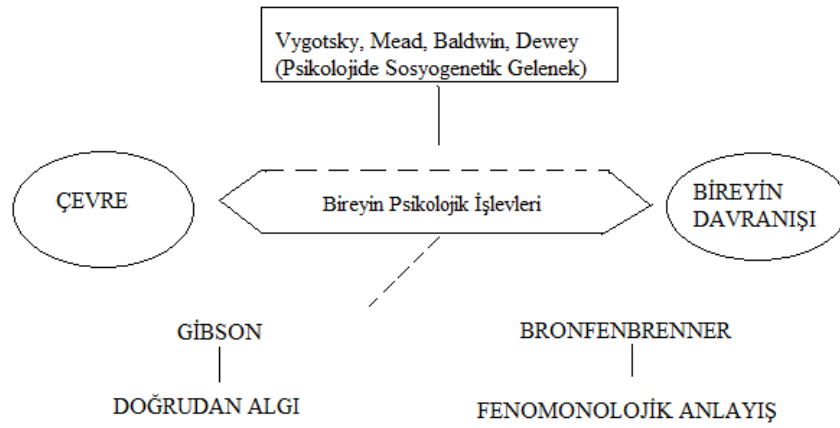 Vygotsky, Mead, Baldwin, Dewey
(Psikolojide Sosyogenetik Gelenek)
ÇEVRE
Bireyin Psikolojik İşlevleri
BİREYİN
DAVRANIŞI
GİBSON
BRONFENBRENNER
DOĞRUDAN ALGI
FENOMONOLOJİK ANLAYIŞ